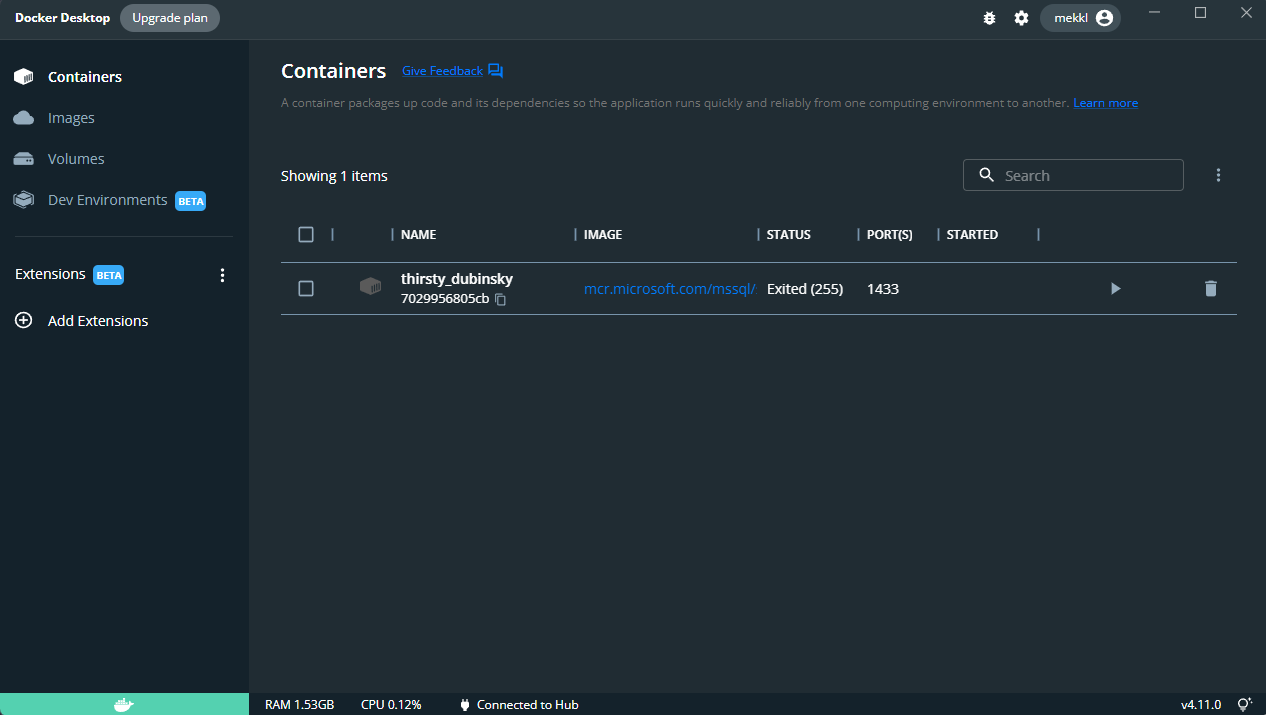 Docker Desktop Upgrade plan mekkl
Containers
Images
Volumes
Dev Environments BETA
Extensions BETA
Add Extensions
Containers Give Feedback
A container packages up code and its dependencies so the application runs quickly and reliably from one computing environment to another. Learn more
Showing 1 items Search
NAME IMAGE STATUS PORT(S) STARTED
thirsty_dubinsky mcr.microsoft.com/mssql/ Exited (255) 1433
7029956805cb
RAM 1.53GB CPU 0.12% Connected to Hub v4.11.0